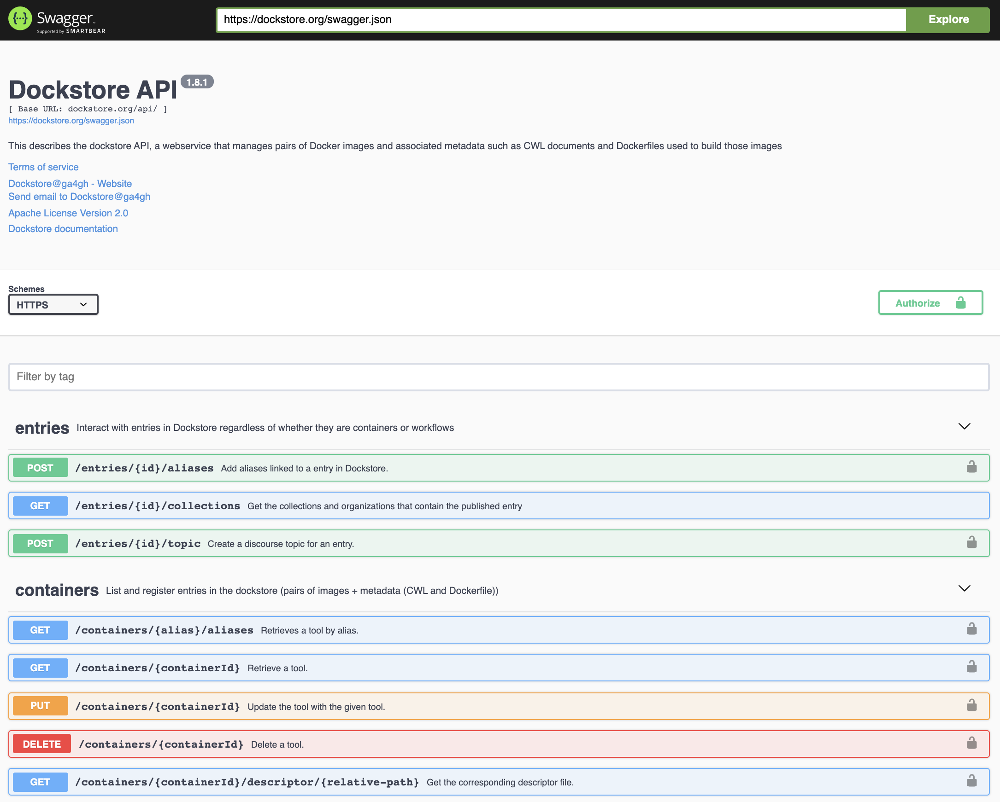 Swagger
Supported by SMARTBEAR
https://dockstore.org/swagger.json
Explore
Dockstore API 1.8.1
[ Base URL: dockstore.org/api/ ]
https://dockstore.org/swagger.json
This describes the dockstore API, a webservice that manages pairs of Docker images and associated metadata such as CWL documents and Dockerfiles used to build those images
Terms of service
Dockstore@ga4gh - Website
Send email to Dockstore@ga4gh
Apache License Version 2.0
Dockstore documentation
Schemes
HTTPS
Authorize
Filter by tag
entries Interact with entries in Dockstore regardless of whether they are containers or workflows
POST /entries/{id}/aliases Add aliases linked to a entry in Dockstore.
GET /entries/{id}/collections Get the collections and organizations that contain the published entry
POST /entries/{id}/topic Create a discourse topic for an entry.
containers List and register entries in the dockstore (pairs of images + metadata (CWL and Dockerfile))
GET /containers/{alias}/aliases Retrieves a tool by alias.
GET /containers/{containerId} Retrieve a tool.
PUT /containers/{containerId} Update the tool with the given tool.
DELETE /containers/{containerId} Delete a tool.
GET /containers/{containerId}/descriptor/{relative-path} Get the corresponding descriptor file.